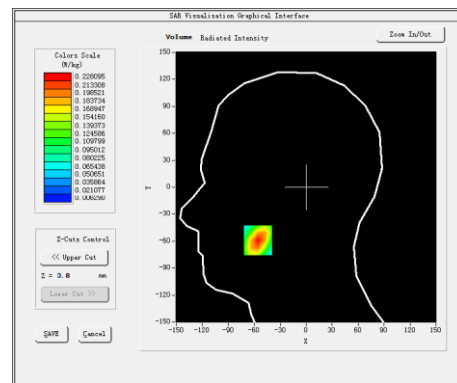 SAR Visualisation Graphical Interface
Volume Radiated Intensity
Zoom In/Out
Colors Scale
(W/kg)
0.228095
0.213308
0.198521
0.183734
0.168947
0.154160
0.139373
0.124586
0.109799
0.095012
0.080225
0.065438
0.050651
0.035864
0.021077
0.006290
Z-Cuts Control
<< Upper Cut
Z = 3.8 mm
Lower Cut >>
SAVE Cancel
150
120
90
60
30
0
-30
-60
-90
-120
-150
Y
-150 -120 -90 -60 -30 0 30 60 90 120 150
X